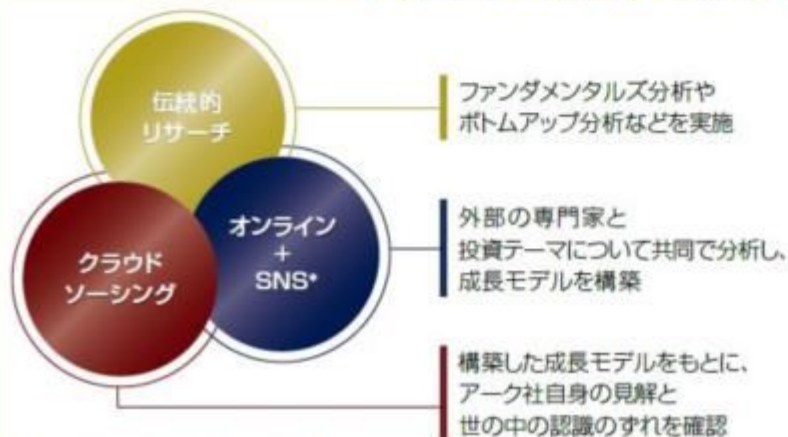 伝統的
リサーチ
ファンダメンタルズ分析や
ボトムアップ分析などを実施
オンライン
+
SNS*
外部の専門家と
投資テーマについて共同で分析し、
成長モデルを構築
クラウド
ソーシング
構築した成長モデルをもとに、
アーク社自身の見解と
世の中の認識のずれを確認